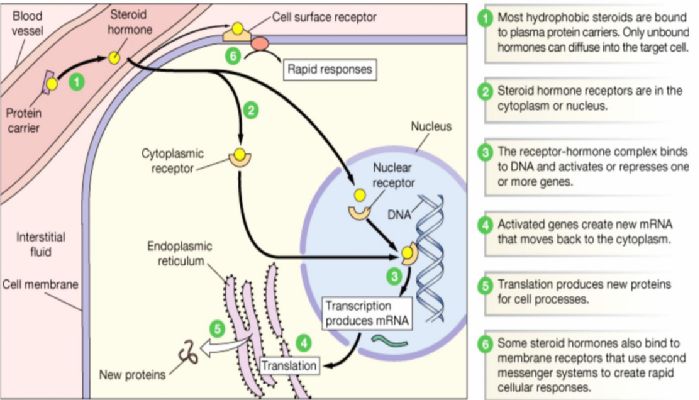 Blood
vessel
Steroid
hormone
Cell surface receptor
6
Rapid responses
1
Protein
carrier
2
Nucleus
Cytoplasmic
receptor
Nuclear
receptor
DNA
Interstitial
fluid
Endoplasmic
reticulum
Cell membrane
3
Transcription
produces mRNA
5
4
Translation
New proteins
1 Most hydrophobic steroids are bound
to plasma protein carriers. Only unbound
hormones can diffuse into the target cell.
2 Steroid hormone receptors are in the
cytoplasm or nucleus.
3 The receptor-hormone complex binds
to DNA and activates or represses one
or more genes.
4 Activated genes create new mRNA
that moves back to the cytoplasm.
5 Translation produces new proteins
for cell processes.
6 Some steroid hormones also bind to
membrane receptors that use second
messenger systems to create rapid
cellular responses.